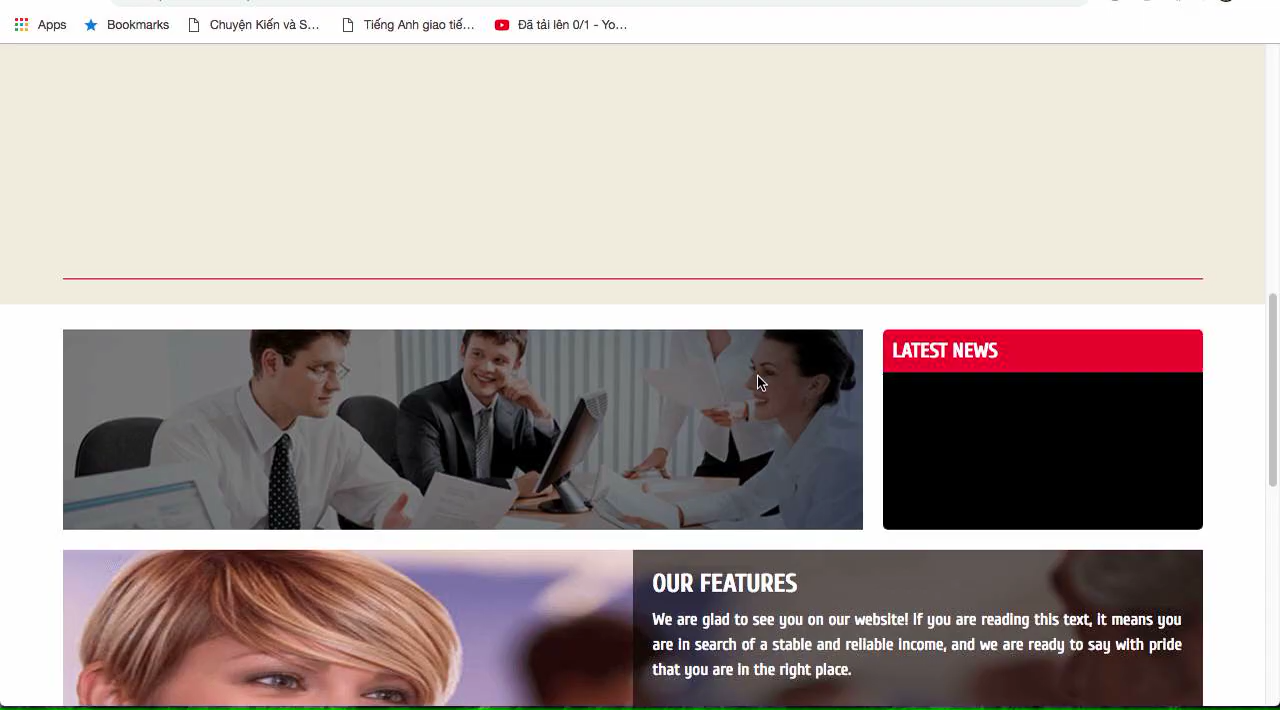 Apps Bookmarks Chuyện Kiến và S... Tiếng Anh giao tiế... Đã tải lên 0/1 - Yo...
LATEST NEWS
OUR FEATURES
We are glad to see you on our website! If you are reading this text, it means you
are in search of a stable and reliable income, and we are ready to say with pride
that you are in the right place.